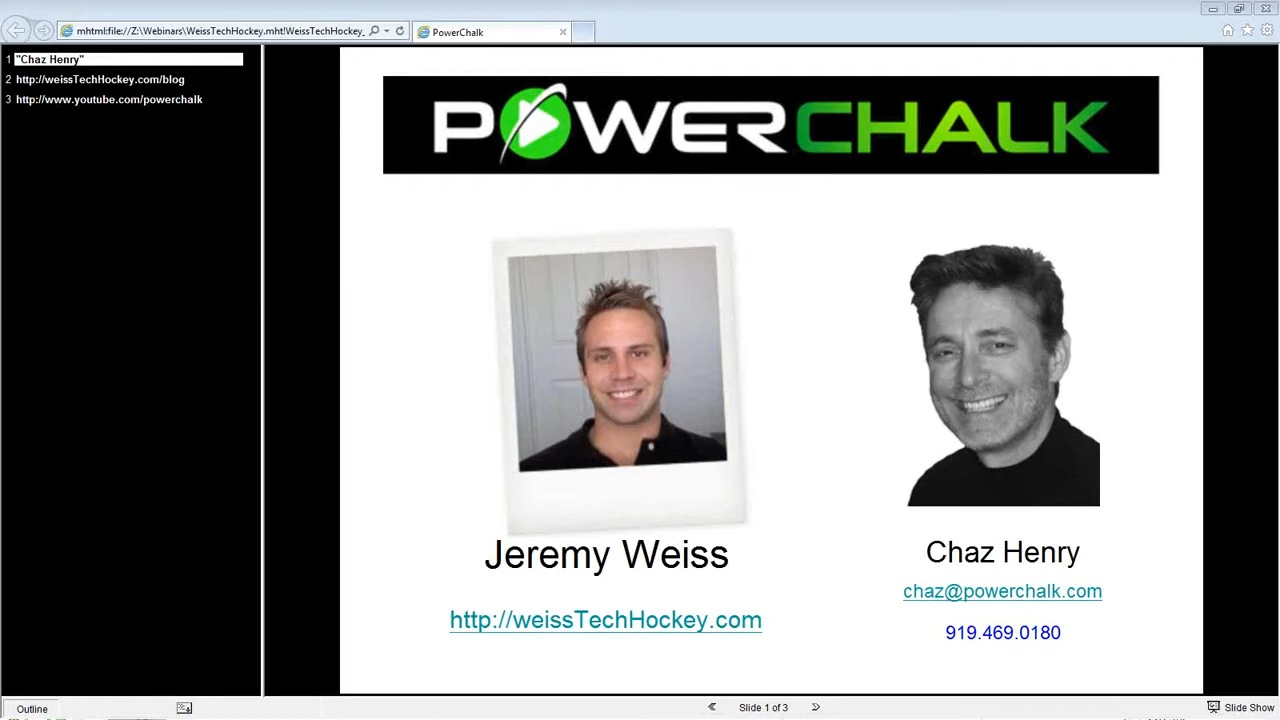 mhtml:file://Z:\Webinars\WeissTechHockey.mht!WeissTechHockey_
PowerChalk
1 "Chaz Henry"
2 http://weissTechHockey.com/blog
3 http://www.youtube.com/powerchalk
POWERCHALK
Jeremy Weiss
http://weissTechHockey.com
Chaz Henry
chaz@powerchalk.com
919.469.0180
Outline
Slide 1 of 3
Slide Show